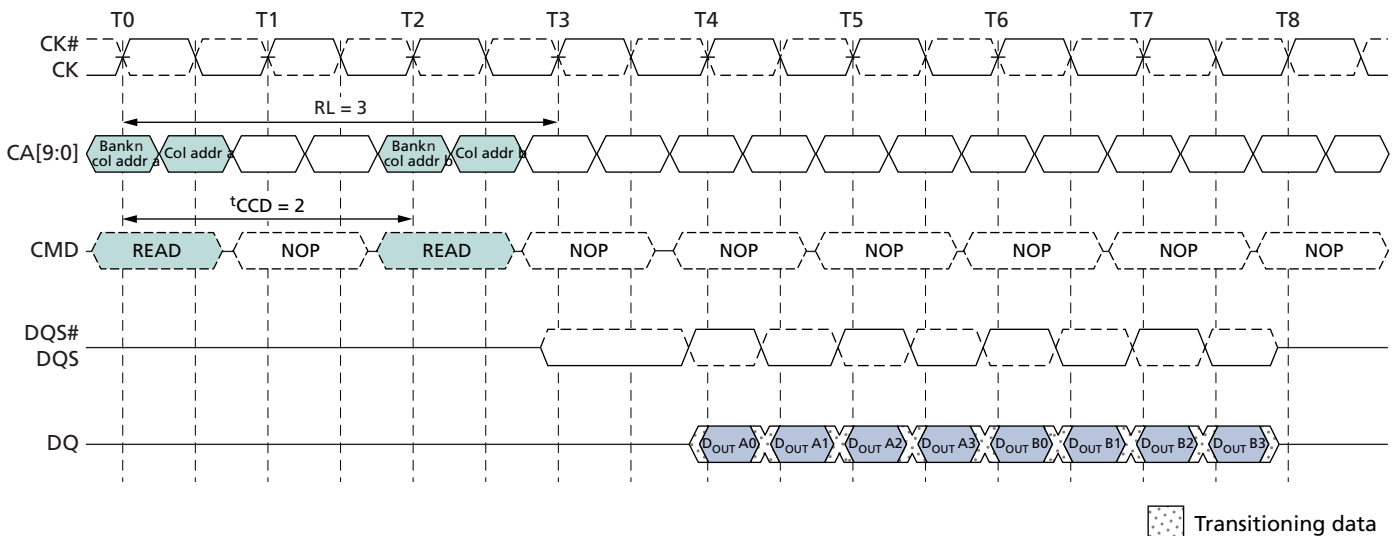 T0 T1 T2 T3 T4 T5 T6 T7 T8
CK#
CK
RL = 3
CA[9:0] Bankn col addr a Col addr a Bankn col addr b Col addr b
tCCD = 2
CMD READ NOP READ NOP NOP NOP NOP NOP NOP
DQS#
DQS
DQ DOUT A0 DOUT A1 DOUT A2 DOUT A3 DOUT B0 DOUT B1 DOUT B2 DOUT B3
Transitioning data